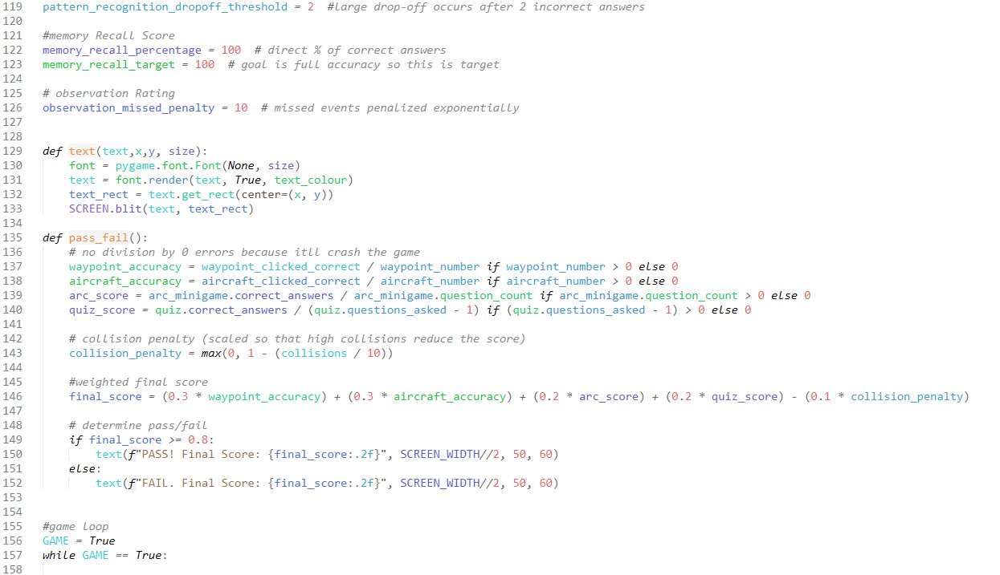 119 pattern_recognition_dropoff_threshold = 2  #large drop-off occurs after 2 incorrect answers
120
121 #memory Recall Score
122 memory_recall_percentage = 100  # direct % of correct answers
123 memory_recall_target = 100  # goal is full accuracy so this is target
124
125 # observation Rating
126 observation_missed_penalty = 10  # missed events penalized exponentially
127
128
129 def text(text,x,y, size):
130     font = pygame.font.Font(None, size)
131     text = font.render(text, True, text_colour)
132     text_rect = text.get_rect(center=(x, y))
133     SCREEN.blit(text, text_rect)
134
135 def pass_fail():
136     # no division by 0 errors because itll crash the game
137     waypoint_accuracy = waypoint_clicked_correct / waypoint_number if waypoint_number > 0 else 0
138     aircraft_accuracy = aircraft_clicked_correct / aircraft_number if aircraft_number > 0 else 0
139     arc_score = arc_minigame.correct_answers / arc_minigame.question_count if arc_minigame.question_count > 0 else 0
140     quiz_score = quiz.correct_answers / (quiz.questions_asked - 1) if (quiz.questions_asked - 1) > 0 else 0
141
142     # collision penalty (scaled so that high collisions reduce the score)
143     collision_penalty = max(0, 1 - (collisions / 10))
144
145     #weighted final score
146     final_score = (0.3 * waypoint_accuracy) + (0.3 * aircraft_accuracy) + (0.2 * arc_score) + (0.2 * quiz_score) - (0.1 * collision_penalty)
147
148     # determine pass/fail
149     if final_score >= 0.8:
150         text(f"PASS! Final Score: {final_score:.2f}", SCREEN_WIDTH//2, 50, 60)
151     else:
152         text(f"FAIL. Final Score: {final_score:.2f}", SCREEN_WIDTH//2, 50, 60)
153
154
155 #game loop
156 GAME = True
157 while GAME == True:
158